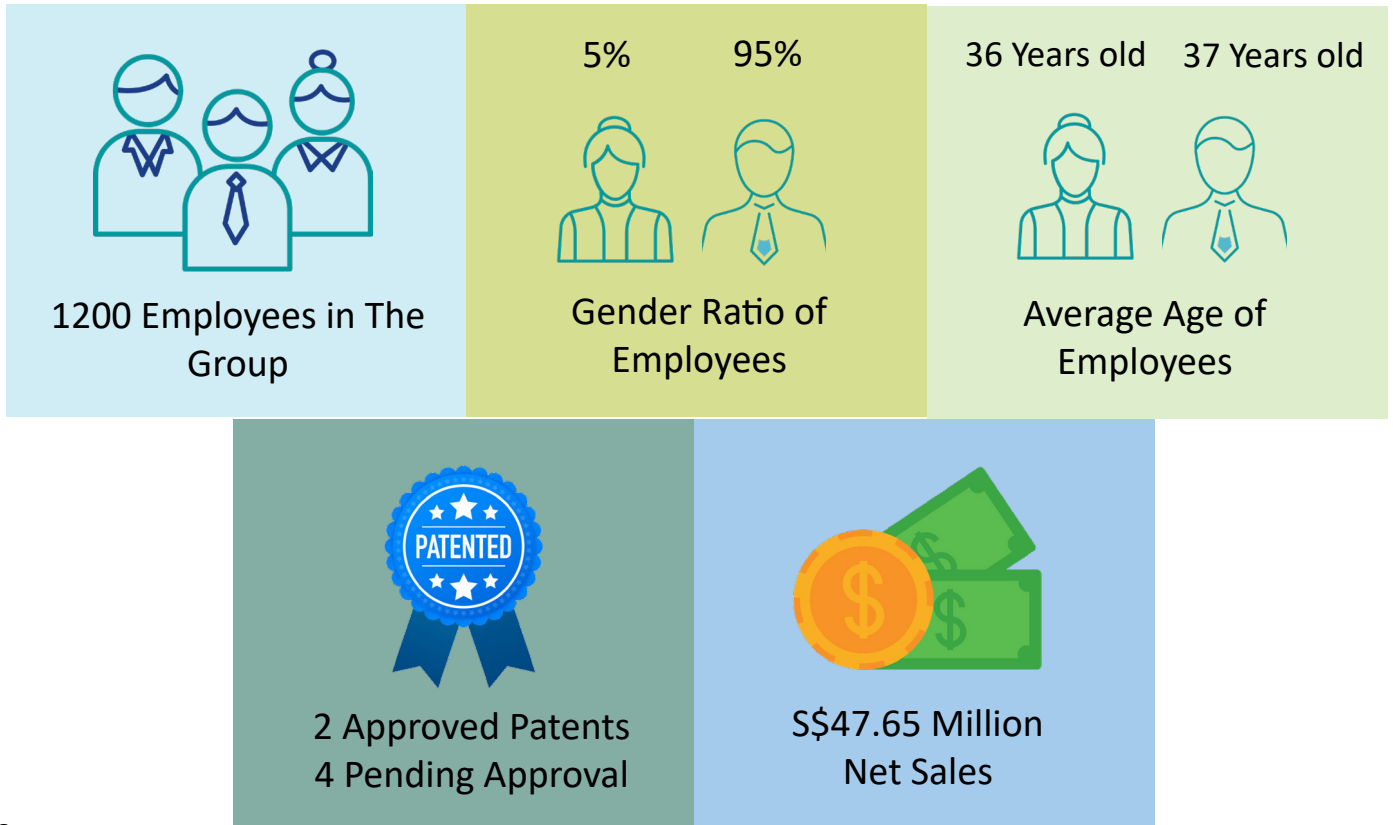 5% 95%
36 Years old 37 Years old
1200 Employees in The
Group
Gender Ratio of
Employees
Average Age of
Employees
PATENTED
2 Approved Patents
4 Pending Approval
$
$
$
S$47.65 Million
Net Sales